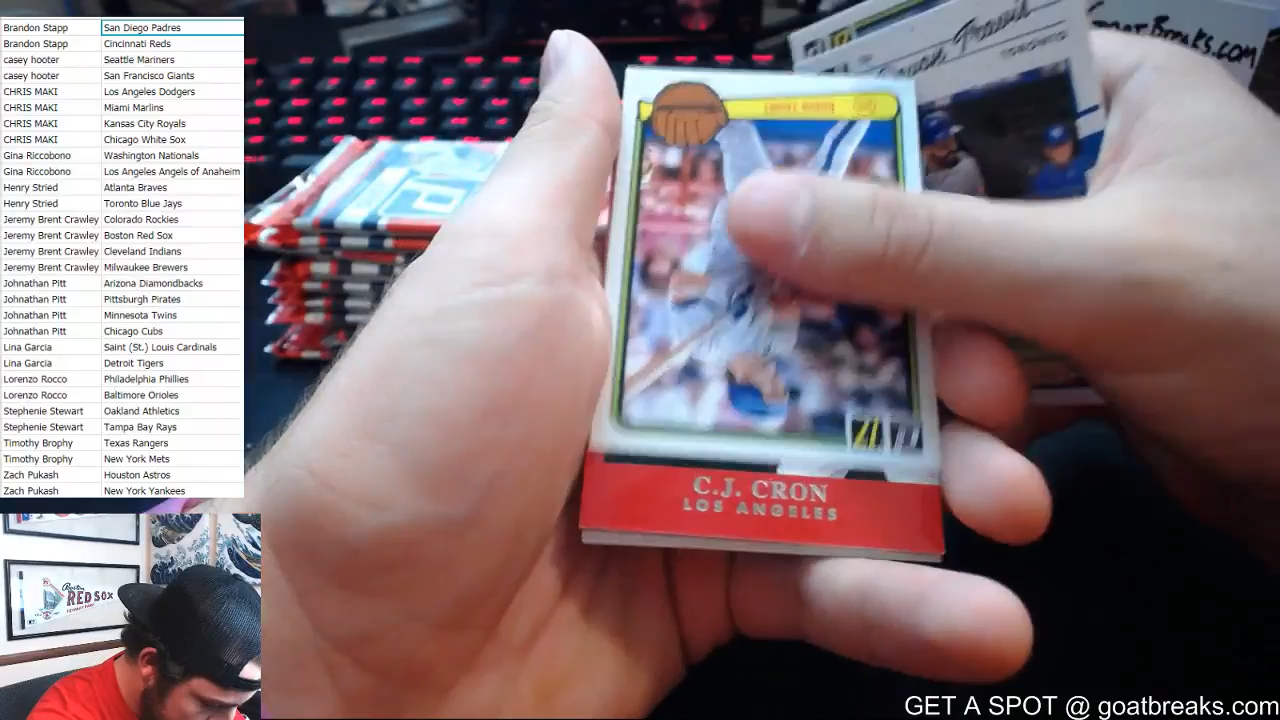 Brandon Stapp San Diego Padres
Brandon Stapp Cincinnati Reds
casey hooter Seattle Mariners
casey hooter San Francisco Giants
CHRIS MAKI Los Angeles Dodgers
CHRIS MAKI Miami Marlins
CHRIS MAKI Kansas City Royals
CHRIS MAKI Chicago White Sox
Gina Riccobono Washington Nationals
Gina Riccobono Los Angeles Angels of Anaheim
Henry Stried Atlanta Braves
Henry Stried Toronto Blue Jays
Jeremy Brent Crawley Colorado Rockies
Jeremy Brent Crawley Boston Red Sox
Jeremy Brent Crawley Cleveland Indians
Jeremy Brent Crawley Milwaukee Brewers
Johnathan Pitt Arizona Diamondbacks
Johnathan Pitt Pittsburgh Pirates
Johnathan Pitt Minnesota Twins
Johnathan Pitt Chicago Cubs
Lina Garcia Saint (St.) Louis Cardinals
Lina Garcia Detroit Tigers
Lorenzo Rocco Philadelphia Phillies
Lorenzo Rocco Baltimore Orioles
Stephenie Stewart Oakland Athletics
Stephenie Stewart Tampa Bay Rays
Timothy Brophy Texas Rangers
Timothy Brophy New York Mets
Zach Pukash Houston Astros
Zach Pukash New York Yankees
Travis
TORONTO
C.J. CRON
LOS ANGELES
Boston
RED SOX
GET A SPOT @ goatbreaks.com